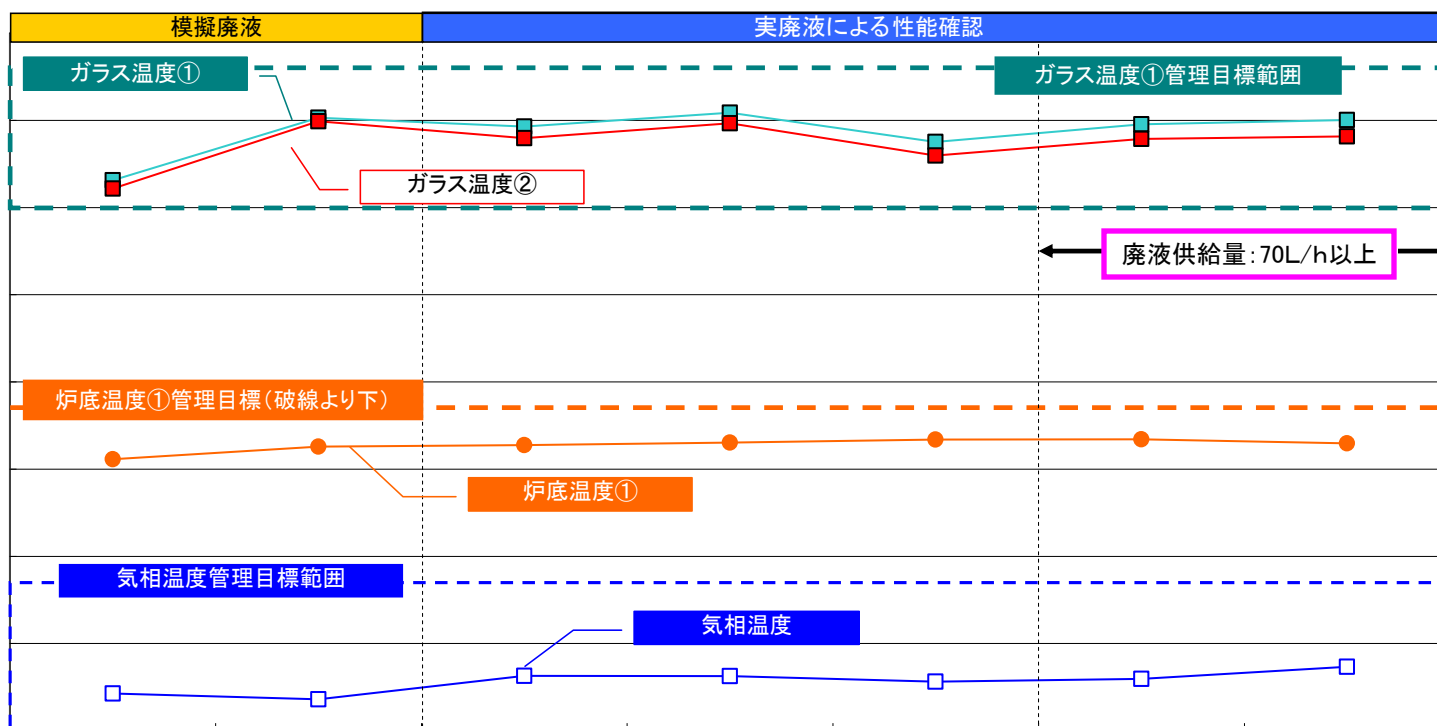 模擬廃液
実廃液による性能確認
ガラス温度①
ガラス温度①管理目標範囲
ガラス温度②
廃液供給量:70L/h以上
炉底温度①管理目標(破線より下)
炉底温度①
気相温度管理目標範囲
気相温度